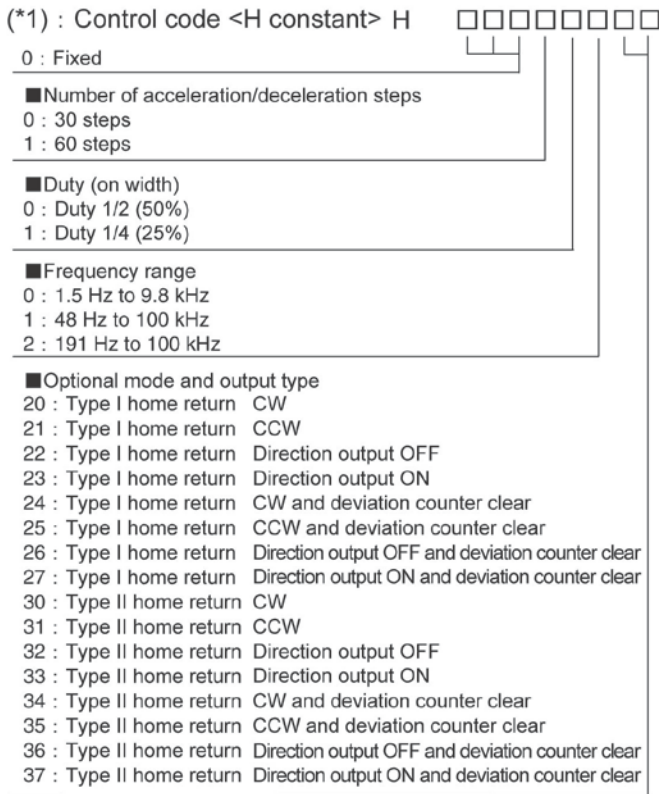 (*1) : Control code <H constant> H □□□□□□□□
0 : Fixed
■Number of acceleration/deceleration steps
0 : 30 steps
1 : 60 steps
■Duty (on width)
0 : Duty 1/2 (50%)
1 : Duty 1/4 (25%)
■Frequency range
0 : 1.5 Hz to 9.8 kHz
1 : 48 Hz to 100 kHz
2 : 191 Hz to 100 kHz
■Optional mode and output type
20 : Type I home return CW
21 : Type I home return CCW
22 : Type I home return Direction output OFF
23 : Type I home return Direction output ON
24 : Type I home return CW and deviation counter clear
25 : Type I home return CCW and deviation counter clear
26 : Type I home return Direction output OFF and deviation counter clear
27 : Type I home return Direction output ON and deviation counter clear
30 : Type II home return CW
31 : Type II home return CCW
32 : Type II home return Direction output OFF
33 : Type II home return Direction output ON
34 : Type II home return CW and deviation counter clear
35 : Type II home return CCW and deviation counter clear
36 : Type II home return Direction output OFF and deviation counter clear
37 : Type II home return Direction output ON and deviation counter clear